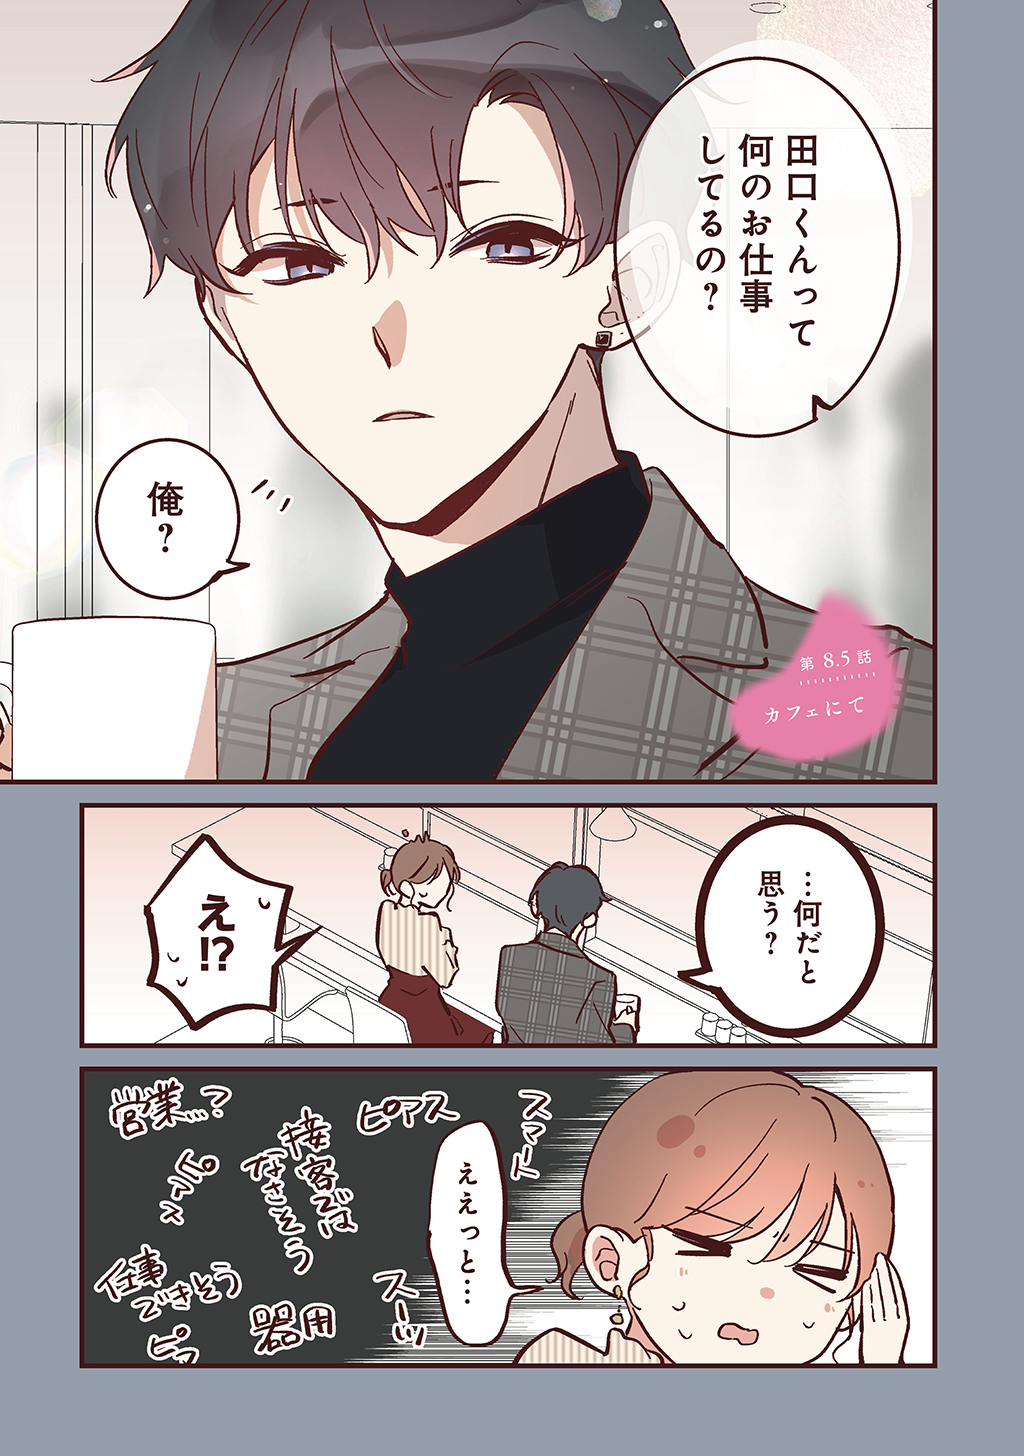 田口くんって
何のお仕事
してるの?
俺?
第8.5話
カフェにて
…何だと
思う?
え!?
スマート
ピアス
接客では
なさそう
営業…?
ええっと…
スーツ
器用
仕事
できそう